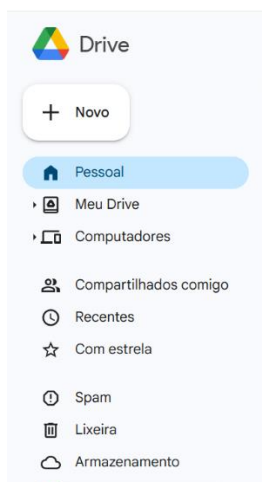 Drive
Novo
Pessoal
Meu Drive
Computadores
Compartilhados comigo
Recentes
Com estrela
Spam
Lixeira
Armazenamento